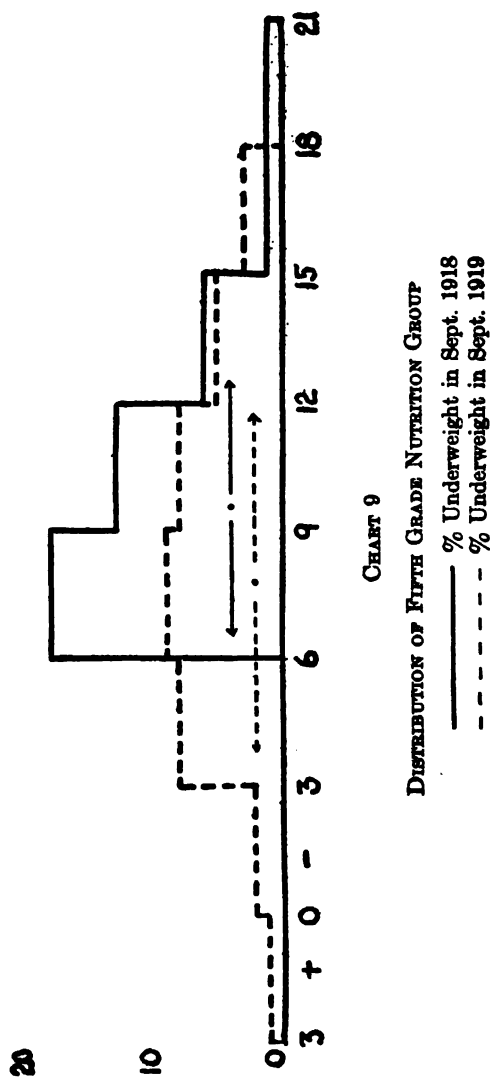 20
10
0
3 + 0 - 3 6 9 12 15 18 21
CHART 9
DISTRIBUTION OF FIFTH GRADE NUTRITION GROUP
% Underweight in Sept. 1918
% Underweight in Sept. 1919